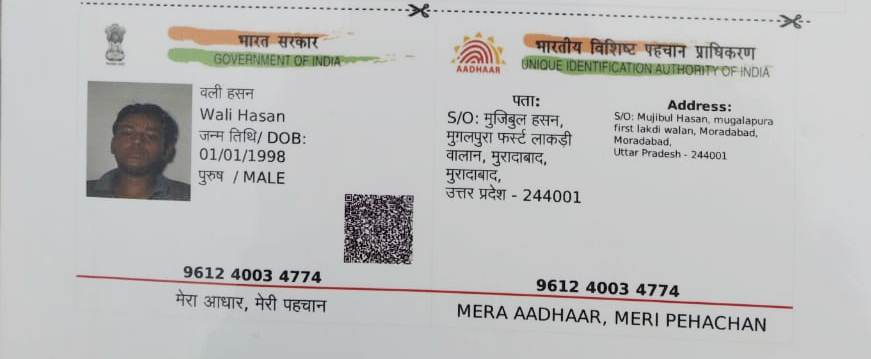 भारत सरकार
GOVERNMENT OF INDIA
वली हसन
Wali Hasan
जन्म तिथि/ DOB:
01/01/1998
पुरुष / MALE
9612 4003 4774
मेरा आधार, मेरी पहचान
AADHAAR
भारतीय विशिष्ट पहचान प्राधिकरण
UNIQUE IDENTIFICATION AUTHORITY OF INDIA
पता:
S/O: मुजिबुल हसन,
मुगलपुरा फर्स्ट लाकड़ी
वालान, मुरादाबाद,
मुरादाबाद,
उत्तर प्रदेश - 244001
Address:
S/O: Mujibul Hasan, mugalapura
first lakdi walan, Moradabad,
Moradabad,
Uttar Pradesh - 244001
9612 4003 4774
MERA AADHAAR, MERI PEHACHAN